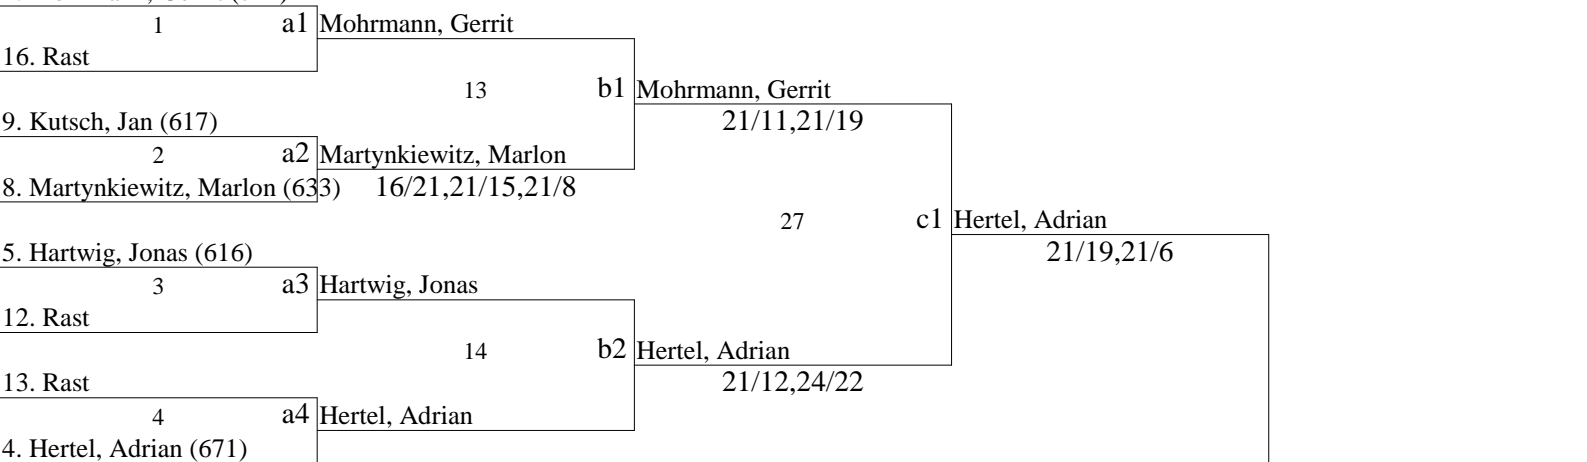 1
a1
Mohrmann, Gerrit
16. Rast
13
b1
Mohrmann, Gerrit
21/11,21/19
9. Kutsch, Jan (617)
2
a2
Martynkiewitz, Marlon
8. Martynkiewitz, Marlon (633)
16/21,21/15,21/8
27
c1
Hertel, Adrian
21/19,21/6
5. Hartwig, Jonas (616)
3
a3
Hartwig, Jonas
12. Rast
14
b2
Hertel, Adrian
21/12,24/22
13. Rast
4
a4
Hertel, Adrian
4. Hertel, Adrian (671)